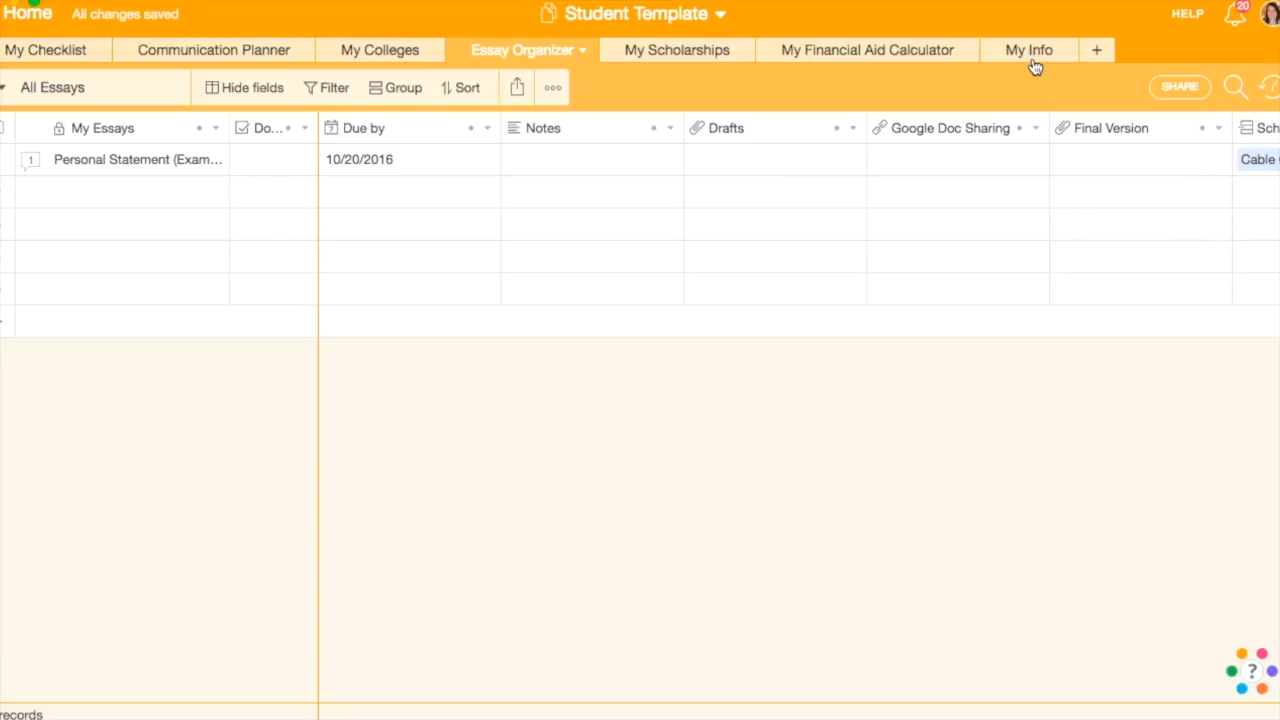 Home All changes saved Student Template HELP 20
My Checklist Communication Planner My Colleges Essay Organizer My Scholarships My Financial Aid Calculator My Info +
All Essays Hide fields Filter Group Sort SHARE
My Essays Do... 7 Due by Notes Drafts Google Doc Sharing Final Version Sch
1 Personal Statement (Exam... 10/20/2016 Cable
?
records